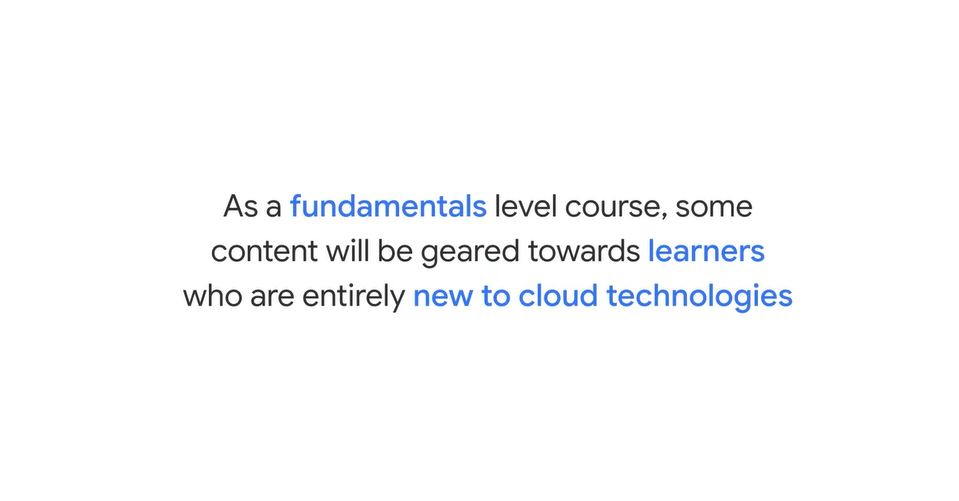 As a fundamentals level course, some
content will be geared towards learners
who are entirely new to cloud technologies